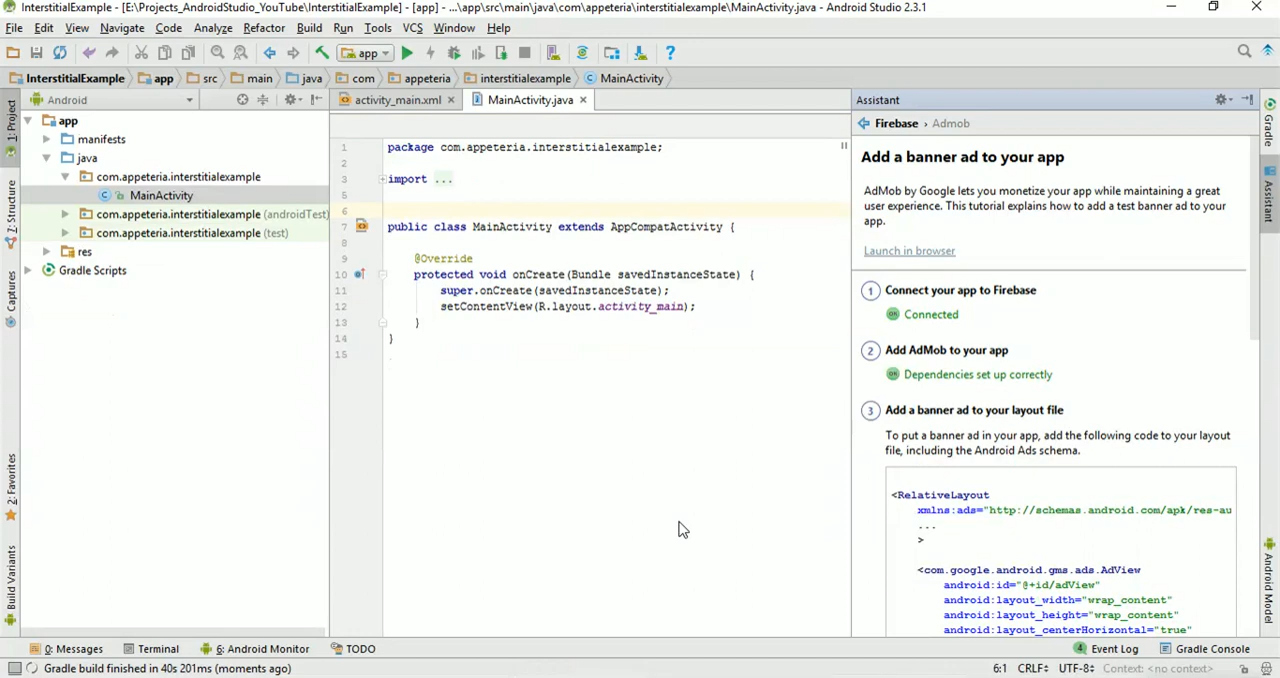 InterstitialExample - [E:\Projects_AndroidStudio_YouTube\InterstitialExample] - [app] - ...\app\src\main\java\com\appeteria\interstitialexample\MainActivity.java - Android Studio 2.3.1
File Edit View Navigate Code Analyze Refactor Build Run Tools VCS Window Help
app
InterstitialExample app src main java com appeteria interstitialexample MainActivity
Android
activity_main.xml MainActivity.java
Assistant
1: Project
Z: Structure
Captures
2: Favorites
Build Variants
app
manifests
java
com.appeteria.interstitialexample
MainActivity
com.appeteria.interstitialexample (androidTest)
com.appeteria.interstitialexample (test)
res
Gradle Scripts
1 package com.appeteria.interstitialexample;
2
3 import ...
5
6
7 public class MainActivity extends AppCompatActivity {
8
9 @Override
10 protected void onCreate(Bundle savedInstanceState) {
11 super.onCreate(savedInstanceState);
12 setContentView(R.layout.activity_main);
13 }
14 }
15
Firebase › Admob
Add a banner ad to your app
AdMob by Google lets you monetize your app while maintaining a great
user experience. This tutorial explains how to add a test banner ad to your
app.
Launch in browser
1 Connect your app to Firebase
Connected
2 Add AdMob to your app
Dependencies set up correctly
3 Add a banner ad to your layout file
To put a banner ad in your app, add the following code to your layout
file, including the Android Ads schema.
<RelativeLayout
xmlns:ads="http://schemas.android.com/apk/res-au
...
>
<com.google.android.gms.ads.AdView
android:id="@+id/adView"
android:layout_width="wrap_content"
android:layout_height="wrap_content"
android:layout_centerHorizontal="true"
Gradle
Assistant
Android Model
0: Messages Terminal 6: Android Monitor TODO 4 Event Log Gradle Console
Gradle build finished in 40s 201ms (moments ago) 6:1 CRLF UTF-8 Context: <no context>